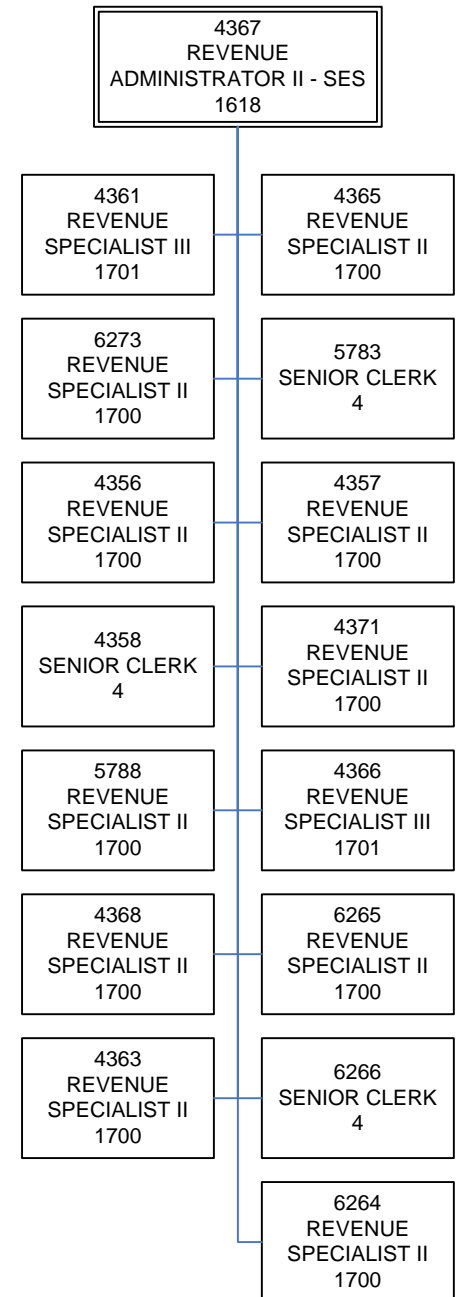 4367
REVENUE
ADMINISTRATOR II - SES
1618
4361
REVENUE
SPECIALIST III
1701
4365
REVENUE
SPECIALIST II
1700
6273
REVENUE
SPECIALIST II
1700
5783
SENIOR CLERK
4
4356
REVENUE
SPECIALIST II
1700
4357
REVENUE
SPECIALIST II
1700
4358
SENIOR CLERK
4
4371
REVENUE
SPECIALIST II
1700
5788
REVENUE
SPECIALIST II
1700
4366
REVENUE
SPECIALIST III
1701
4368
REVENUE
SPECIALIST II
1700
6265
REVENUE
SPECIALIST II
1700
4363
REVENUE
SPECIALIST II
1700
6266
SENIOR CLERK
4
6264
REVENUE
SPECIALIST II
1700